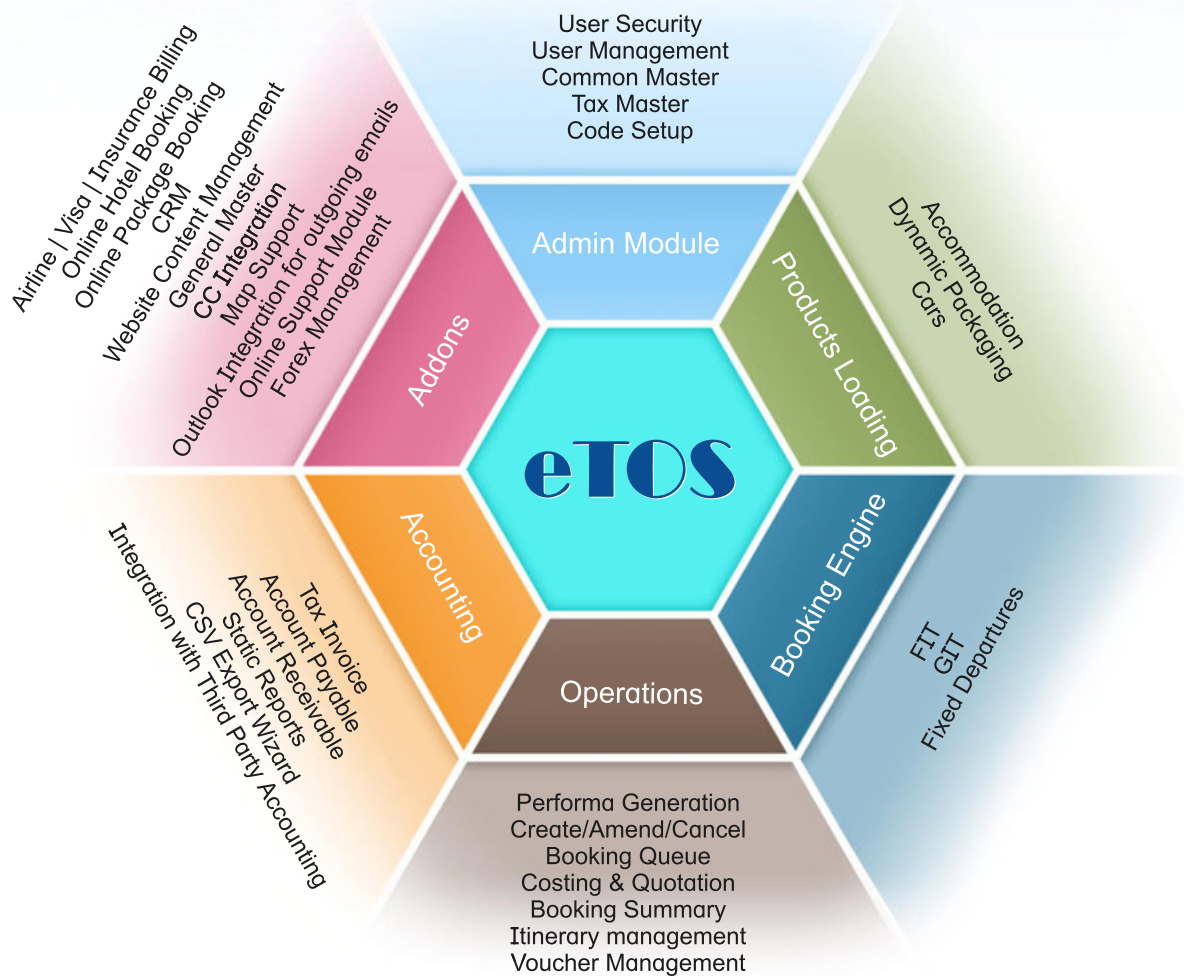 User Security
User Management
Common Master
Tax Master
Code Setup
Admin Module
Products Loading
Accommodation
Dynamic Packaging
Cars
Booking Engine
FIT
GIT
Fixed Departures
Operations
Performa Generation
Create/Amend/Cancel
Booking Queue
Costing & Quotation
Booking Summary
Itinerary management
Voucher Management
Accounting
Tax Invoice
Account Payable
Account Receivable
Static Reports
CSV Export Wizard
Integration with Third Party Accounting
Addons
Airline / Visa / Insurance Billing
Online Hotel Booking
Online Package Booking
CRM
Website Content Management
General Master
CC Integration
Map Support
Outlook Integration for outgoing emails
Online Support Module
Forex Management
eTOS